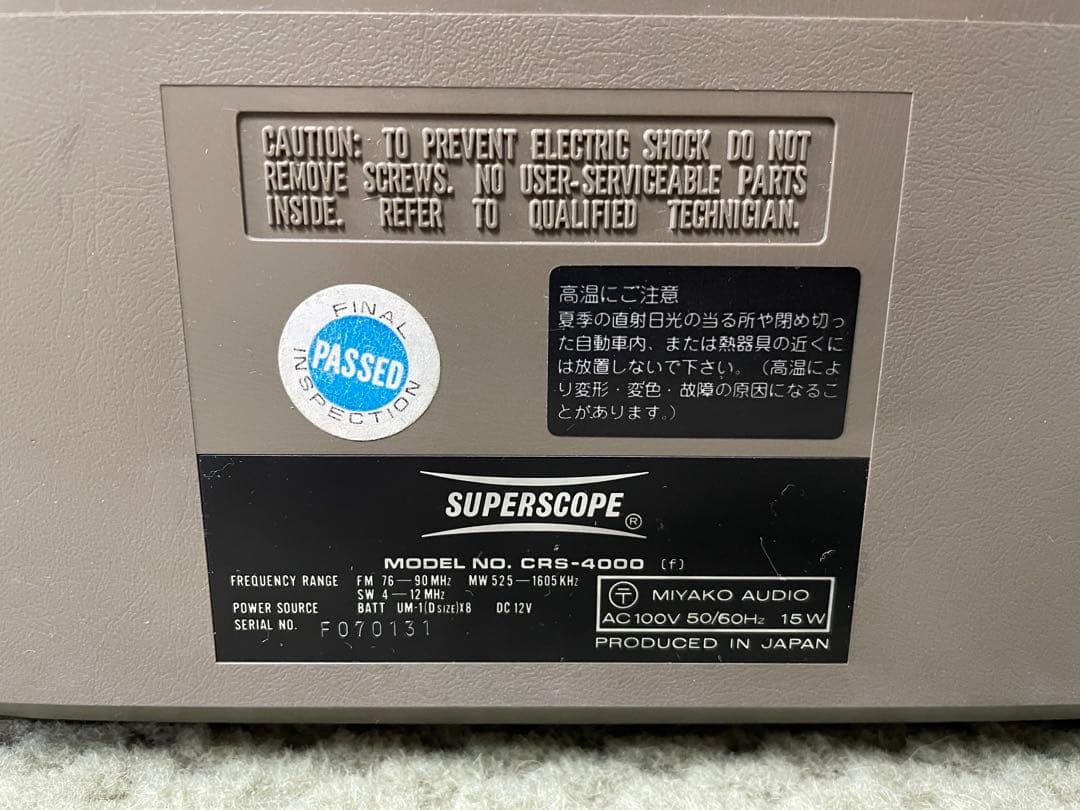 CAUTION: TO PREVENT ELECTRIC SHOCK DO NOT
REMOVE SCREWS. NO USER-SERVICEABLE PARTS
INSIDE. REFER TO QUALIFIED TECHNICIAN.
FINAL
PASSED
INSPECTION
高温にご注意
夏季の直射日光の当る所や閉め切っ
た自動車内、または熱器具の近くに
は放置しないで下さい。(高温によ
り変形・変色・故障の原因になるこ
とがあります。)
SUPERSCOPE ®
MODEL NO. CRS-4000 (f)
FREQUENCY RANGE FM 76—90MHz MW 525—1605KHz
SW 4—12MHz
POWER SOURCE BATT UM-1(D SIZE)X8 DC 12V
SERIAL NO. F070131
〒 MIYAKO AUDIO
AC100V 50/60Hz 15W
PRODUCED IN JAPAN